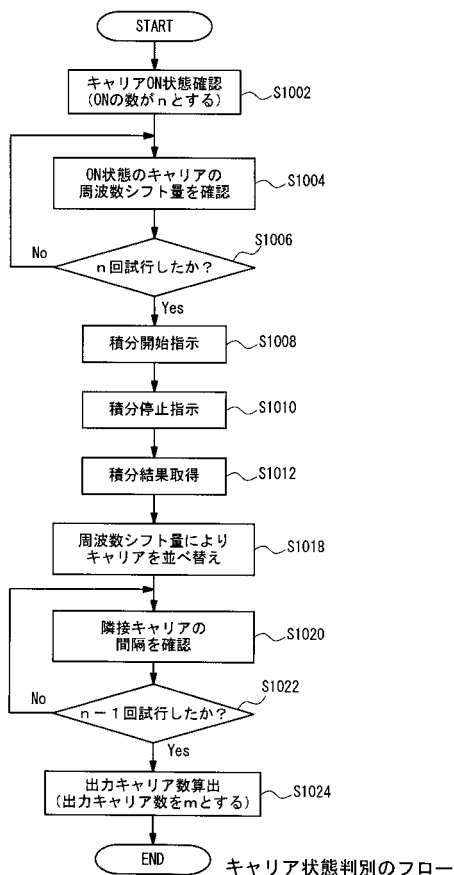 START
キャリアON状態確認
(ONの数がnとする)
S1002
ON状態のキャリアの
周波数シフト量を確認
S1004
S1006
No
n回試行したか？
Yes
積分開始指示
S1008
積分停止指示
S1010
積分結果取得
S1012
周波数シフト量により
キャリアを並べ替え
S1018
隣接キャリアの
間隔を確認
S1020
S1022
No
n－1回試行したか？
Yes
出力キャリア数算出
(出力キャリア数をmとする)
S1024
END
キャリア状態判別のフロー